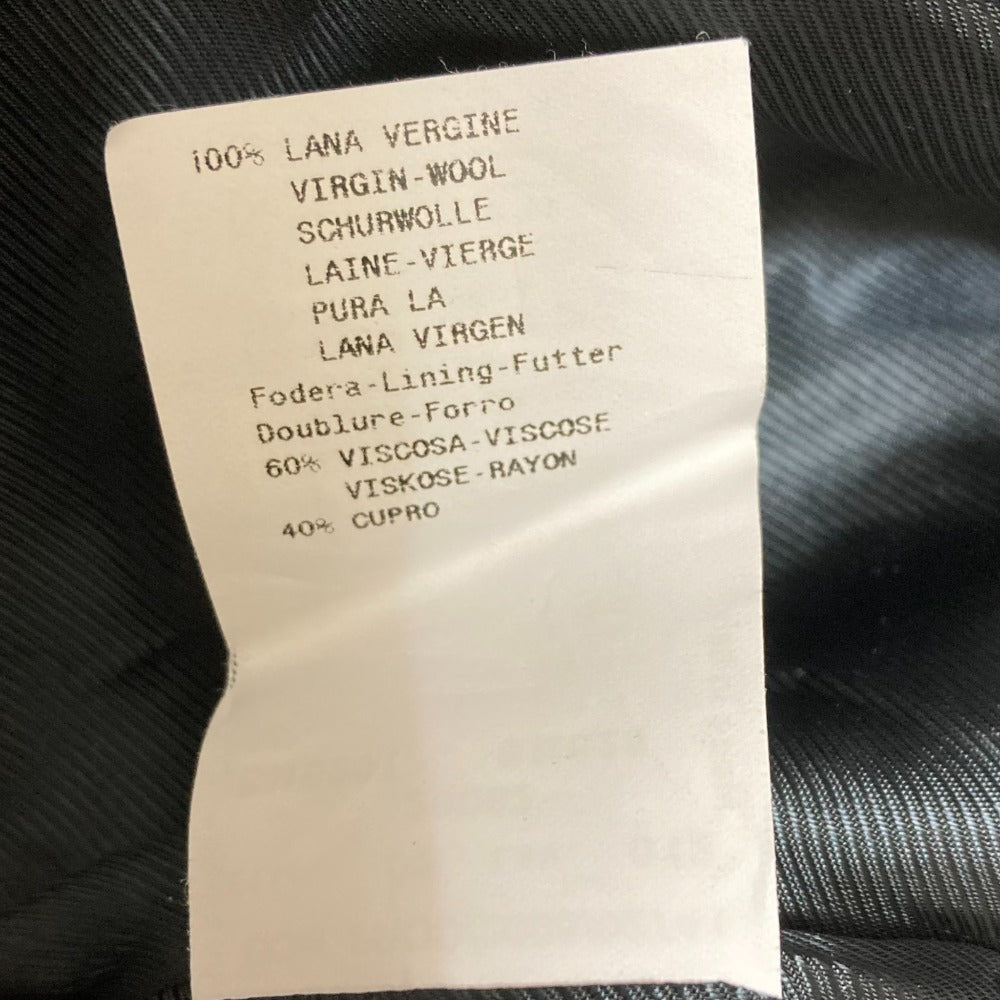 100% LANA VERGINE
VIRGIN-WOOL
SCHURWOLLE
LAINE-VIERGE
PURA LA
LANA VIRGEN
Fodera-Lining-Futter
Doublure-Forro
60% VISCOSA-VISCOSE
VISKOSE-RAYON
40% CUPRO